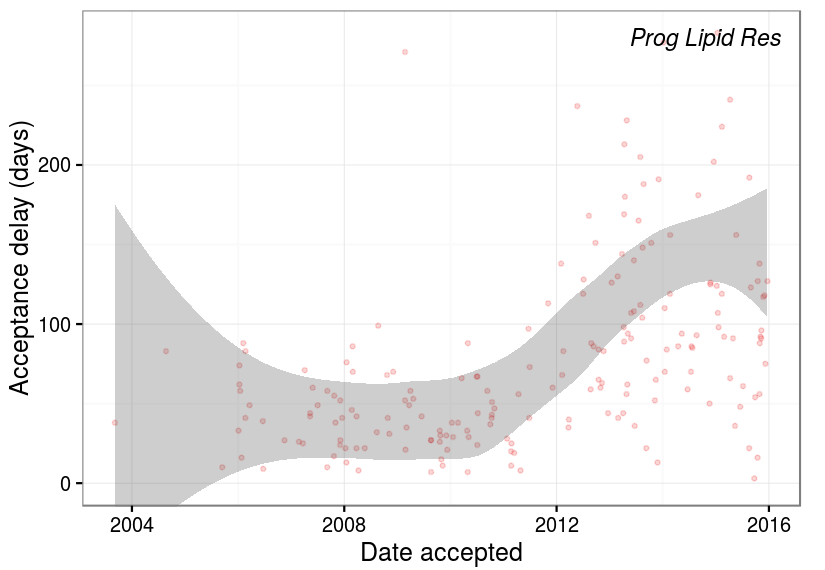 Prog Lipid Res
Acceptance delay (days)
200
100
0
2004
2008
2012
2016
Date accepted